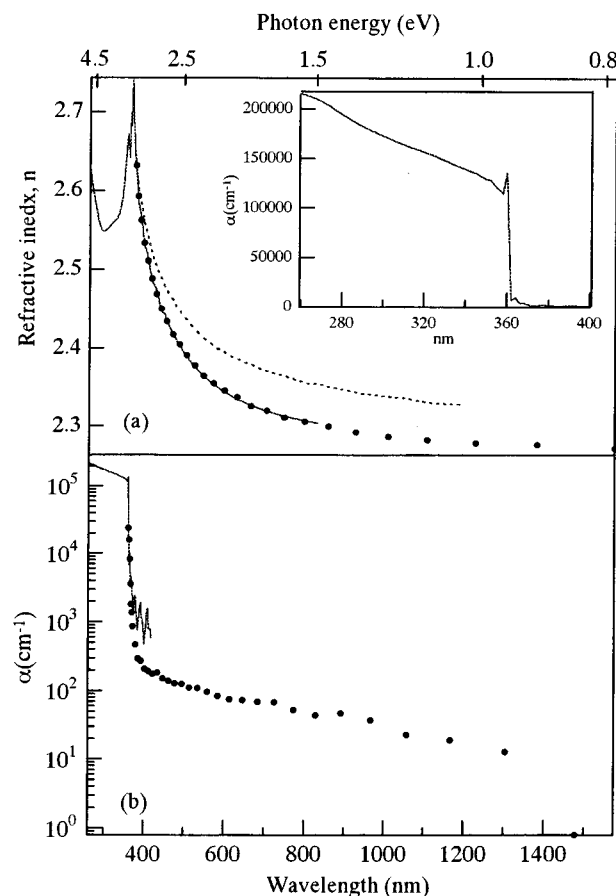 Photon energy (eV)
4.5 2.5 1.5 1.0 0.8
2.7
2.6
2.5
2.4
2.3
Refractive inedx, n
200000
150000
100000
50000
0
α(cm⁻¹)
280 320 360 400
nm
(a)
10⁵
10⁴
10³
10²
10¹
10⁰
α(cm⁻¹)
(b)
400 600 800 1000 1200 1400
Wavelength (nm)